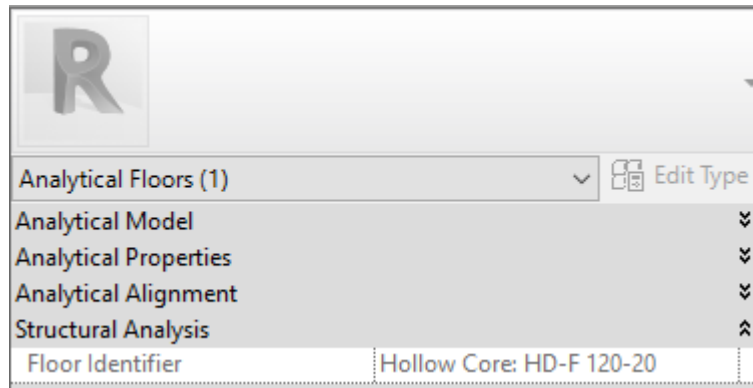 R
Analytical Floors (1) Edit Type
Analytical Model
Analytical Properties
Analytical Alignment
Structural Analysis
Floor Identifier Hollow Core: HD-F 120-20